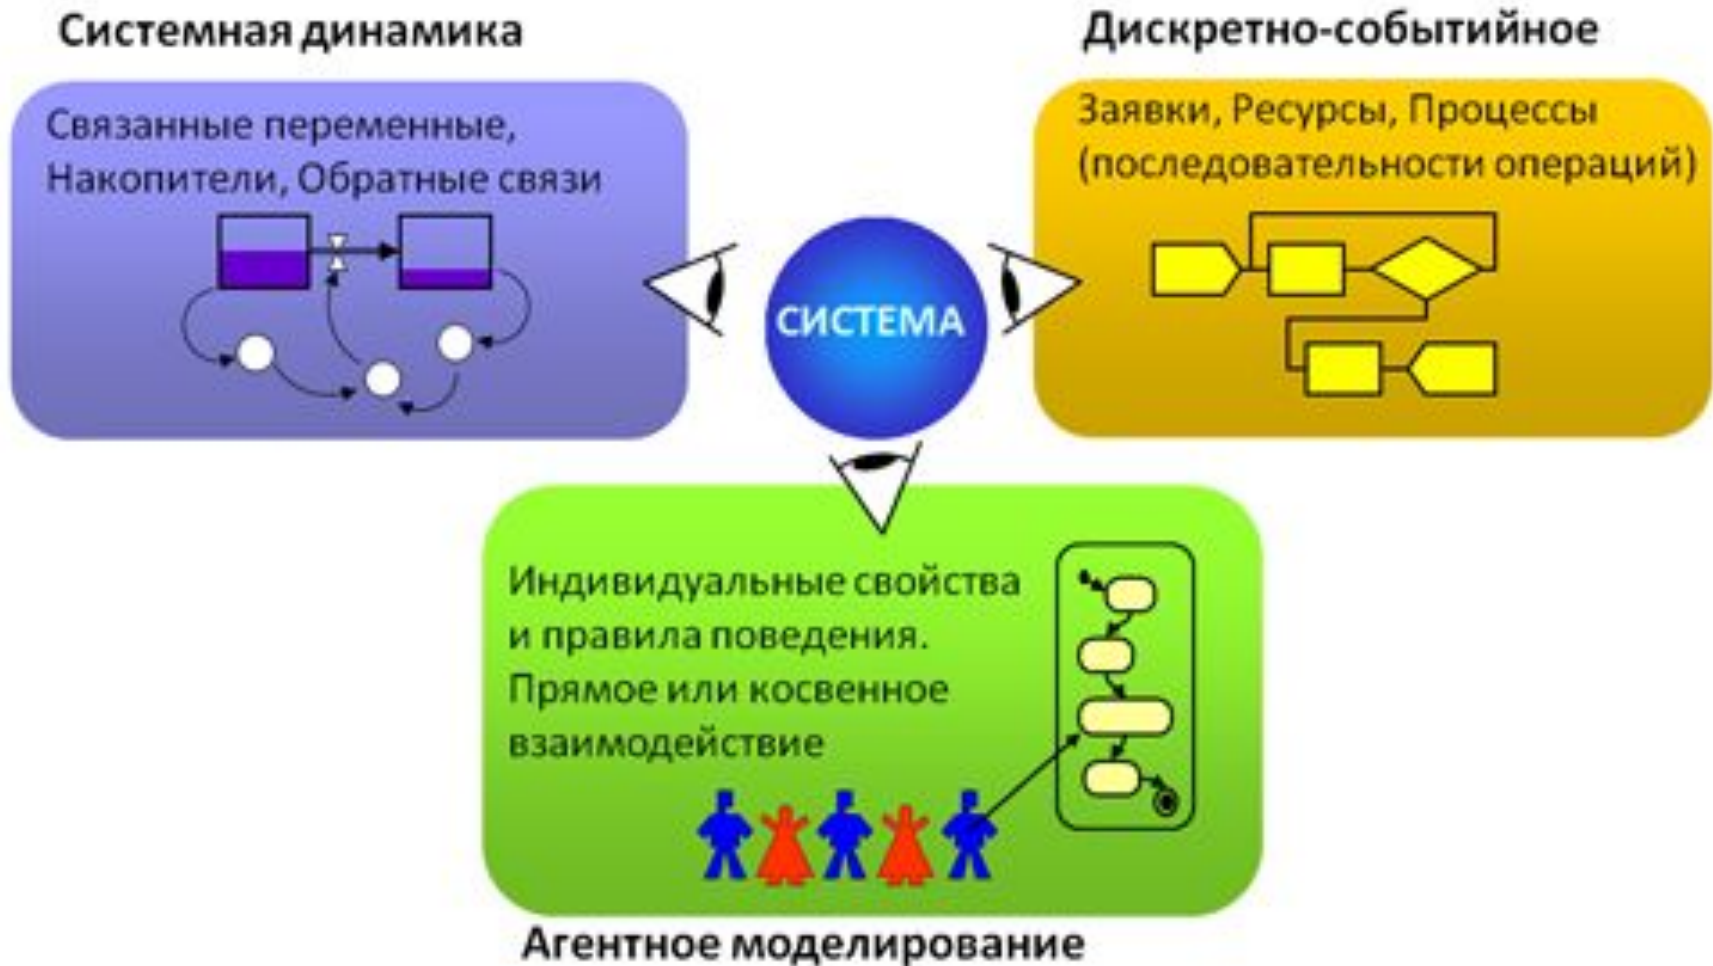 Системная динамика
Связанные переменные,
Накопители, Обратные связи
Дискретно-событийное
Заявки, Ресурсы, Процессы
(последовательности операций)
СИСТЕМА
Индивидуальные свойства
и правила поведения.
Прямое или косвенное
взаимодействие
Агентное моделирование